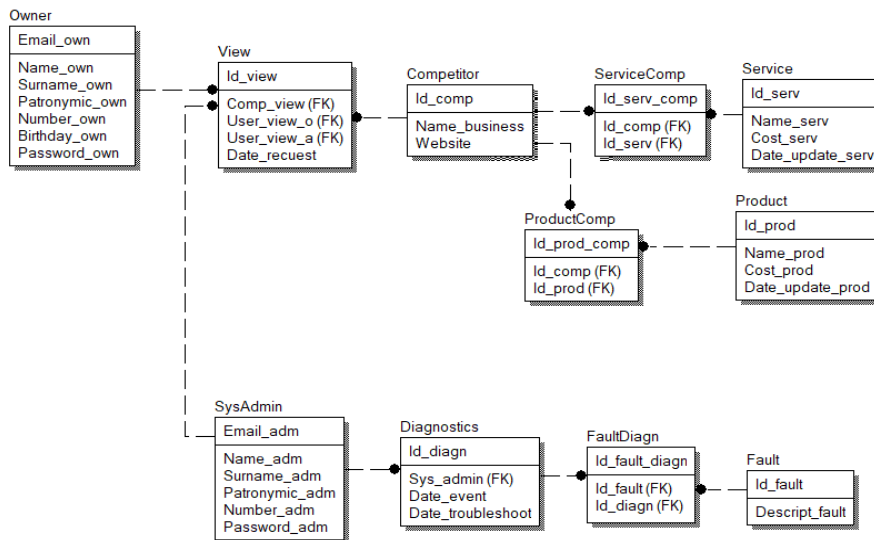 Owner
Email_own
Name_own
Surname_own
Patronymic_own
Number_own
Birthday_own
Password_own
View
Id_view
Comp_view (FK)
User_view_o (FK)
User_view_a (FK)
Date_recuest
Competitor
Id_comp
Name_business
Website
ServiceComp
Id_serv_comp
Id_comp (FK)
Id_serv (FK)
Service
Id_serv
Name_serv
Cost_serv
Date_update_serv
ProductComp
Id_prod_comp
Id_comp (FK)
Id_prod (FK)
Product
Id_prod
Name_prod
Cost_prod
Date_update_prod
SysAdmin
Email_adm
Name_adm
Surname_adm
Patronymic_adm
Number_adm
Password_adm
Diagnostics
Id_diagn
Sys_admin (FK)
Date_event
Date_troubleshoot
FaultDiagn
Id_fault_diagn
Id_fault (FK)
Id_diagn (FK)
Fault
Id_fault
Descript_fault